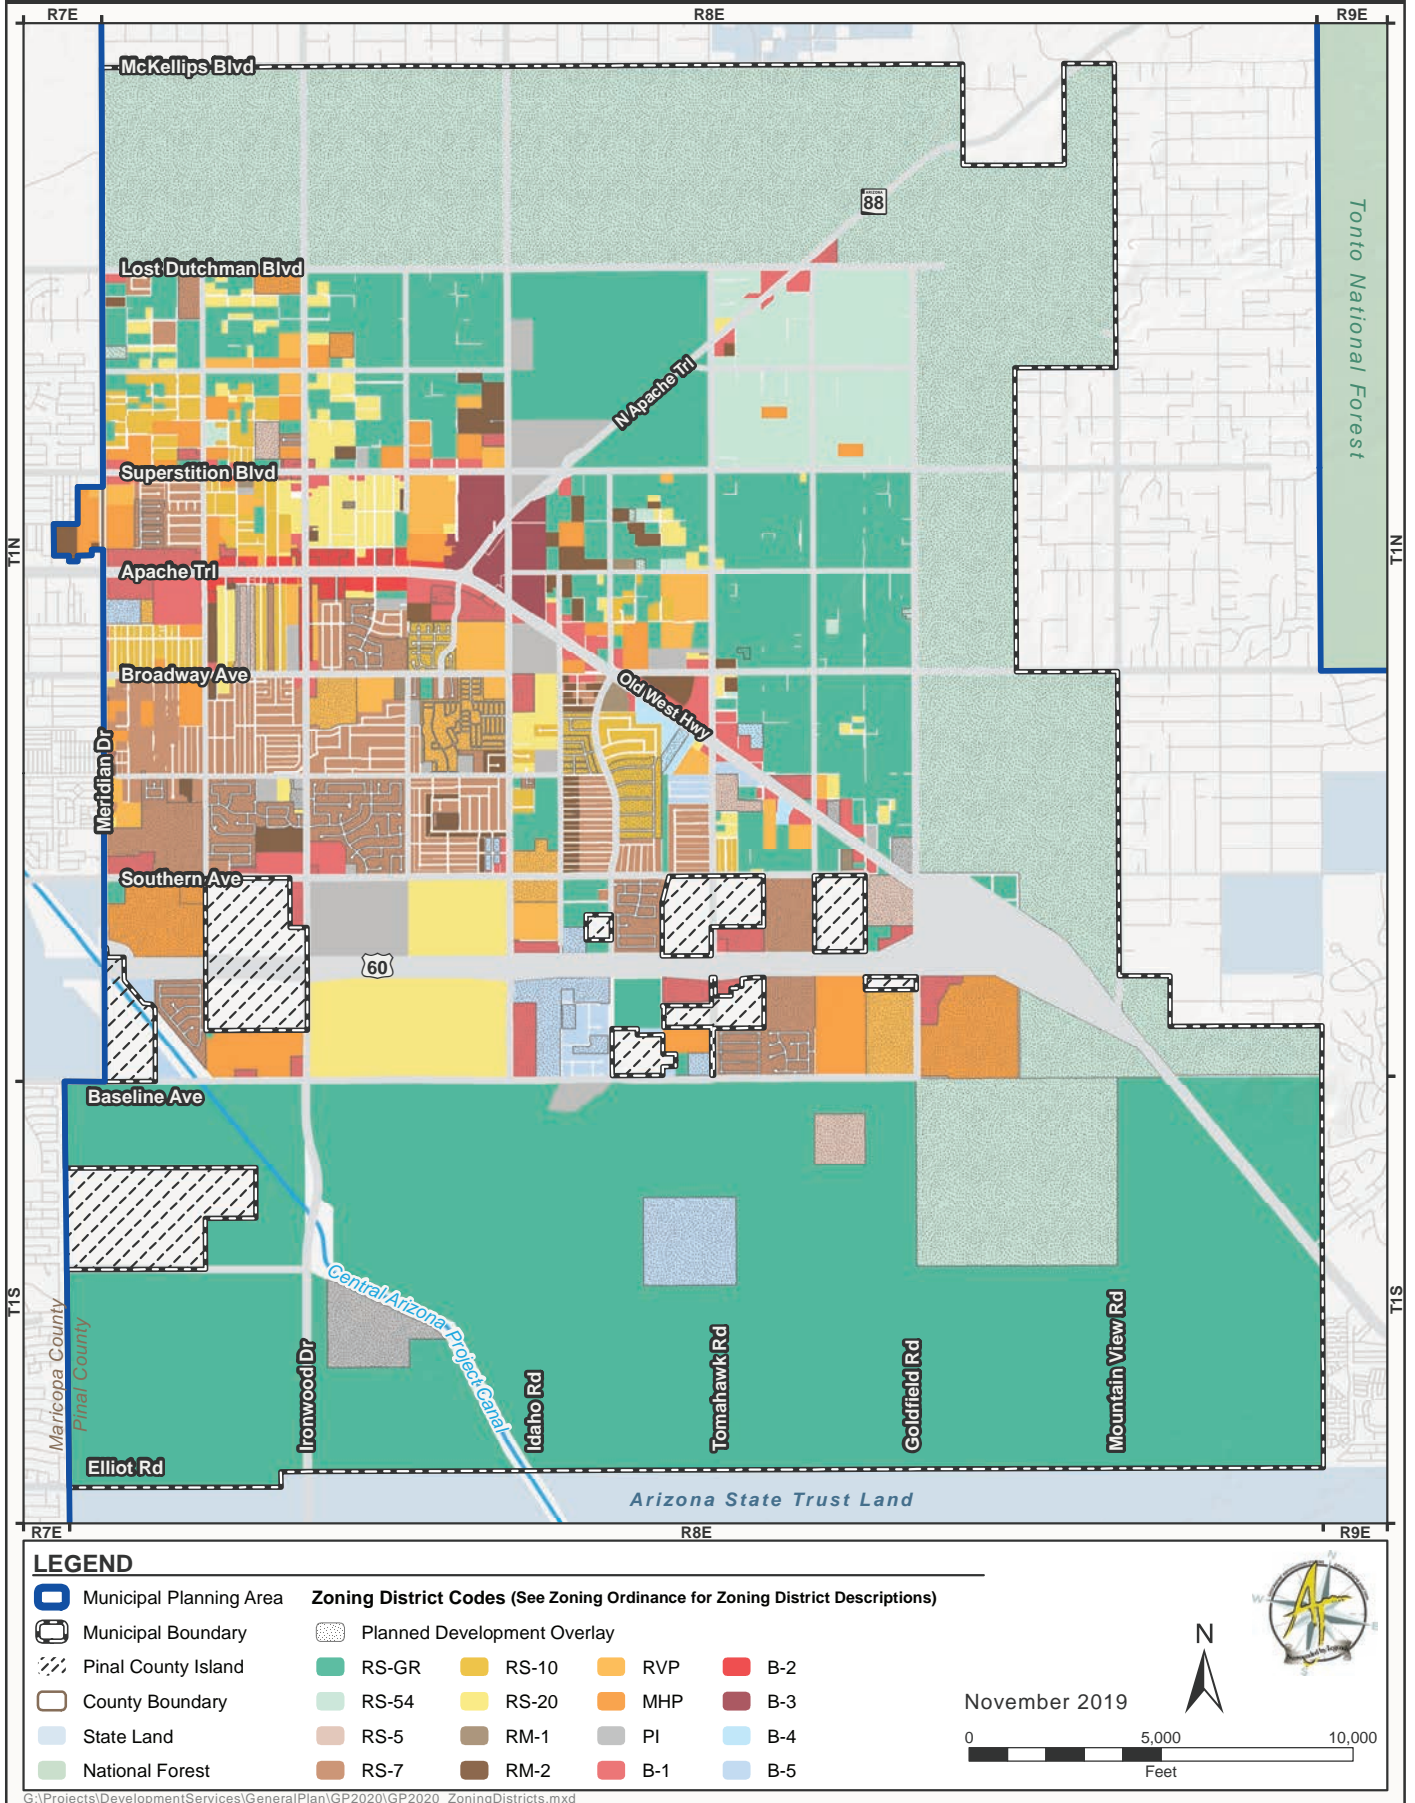 R7E
R8E
R9E
McKellips Blvd
ARIZONA
88
Tonto National Forest
Lost Dutchman Blvd
N Apache Trl
Superstition Blvd
T1N
T1N
Apache Trl
Broadway Ave
Old West Hwy
Meridian Dr
Southern Ave
60
Baseline Ave
Central Arizona Project Canal
T1S
T1S
Maricopa County
Pinal County
Ironwood Dr
Idaho Rd
Tomahawk Rd
Goldfield Rd
Mountain View Rd
Elliot Rd
Arizona State Trust Land
R7E
R8E
R9E
LEGEND
Municipal Planning Area
Municipal Boundary
Pinal County Island
County Boundary
State Land
National Forest
Zoning District Codes (See Zoning Ordinance for Zoning District Descriptions)
Planned Development Overlay
RS-GR
RS-54
RS-5
RS-7
RS-10
RS-20
RM-1
RM-2
RVP
MHP
PI
B-1
B-2
B-3
B-4
B-5
November 2019
N
0 5,000 10,000
Feet
N
W
E
S
G:\Projects\DevelopmentServices\GeneralPlan\GP2020\GP2020_ZoningDistricts.mxd